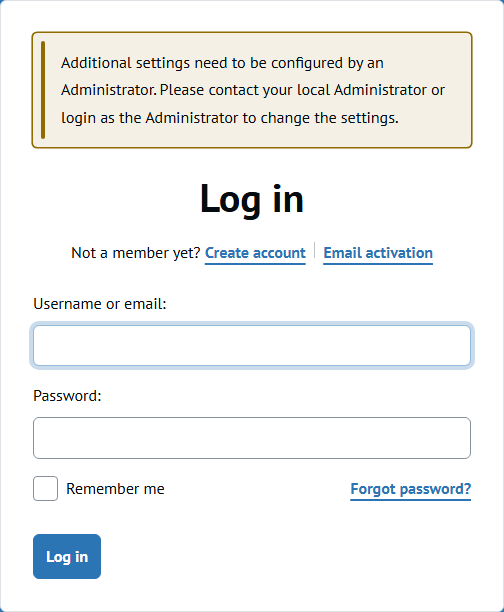 Additional settings need to be configured by an
Administrator. Please contact your local Administrator or
login as the Administrator to change the settings.
Log in
Not a member yet? Create account | Email activation
Username or email:
Password:
Remember me Forgot password?
Log in